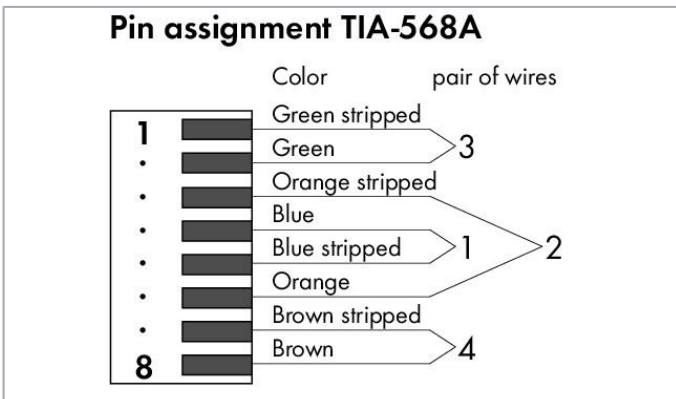 Pin assignment TIA-568A
Color pair of wires
1 Green stripped
Green 3
Orange stripped
Blue
Blue stripped 1 2
Orange
Brown stripped
8 Brown 4